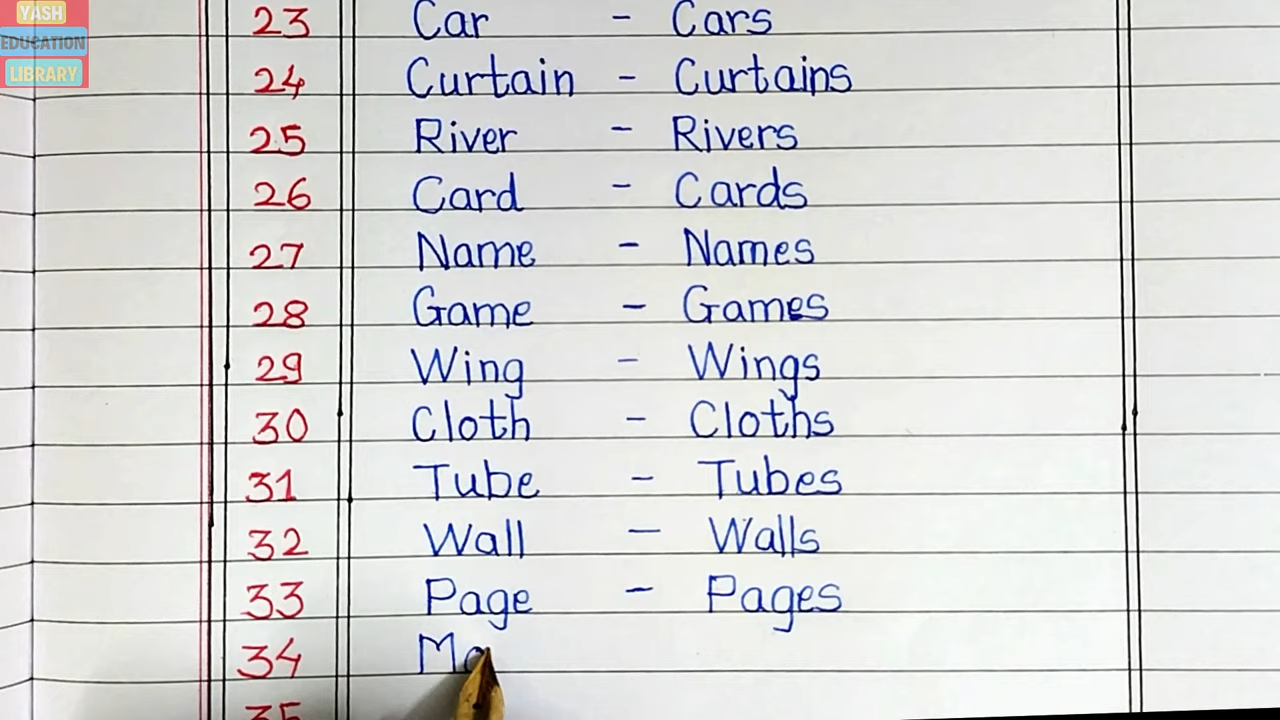 YASH
EDUCATION
LIBRARY
23 Car - Cars
24 Curtain - Curtains
25 River - Rivers
26 Card - Cards
27 Name - Names
28 Game - Games
29 Wing - Wings
30 Cloth - Cloths
31 Tube - Tubes
32 Wall - Walls
33 Page - Pages
34
35